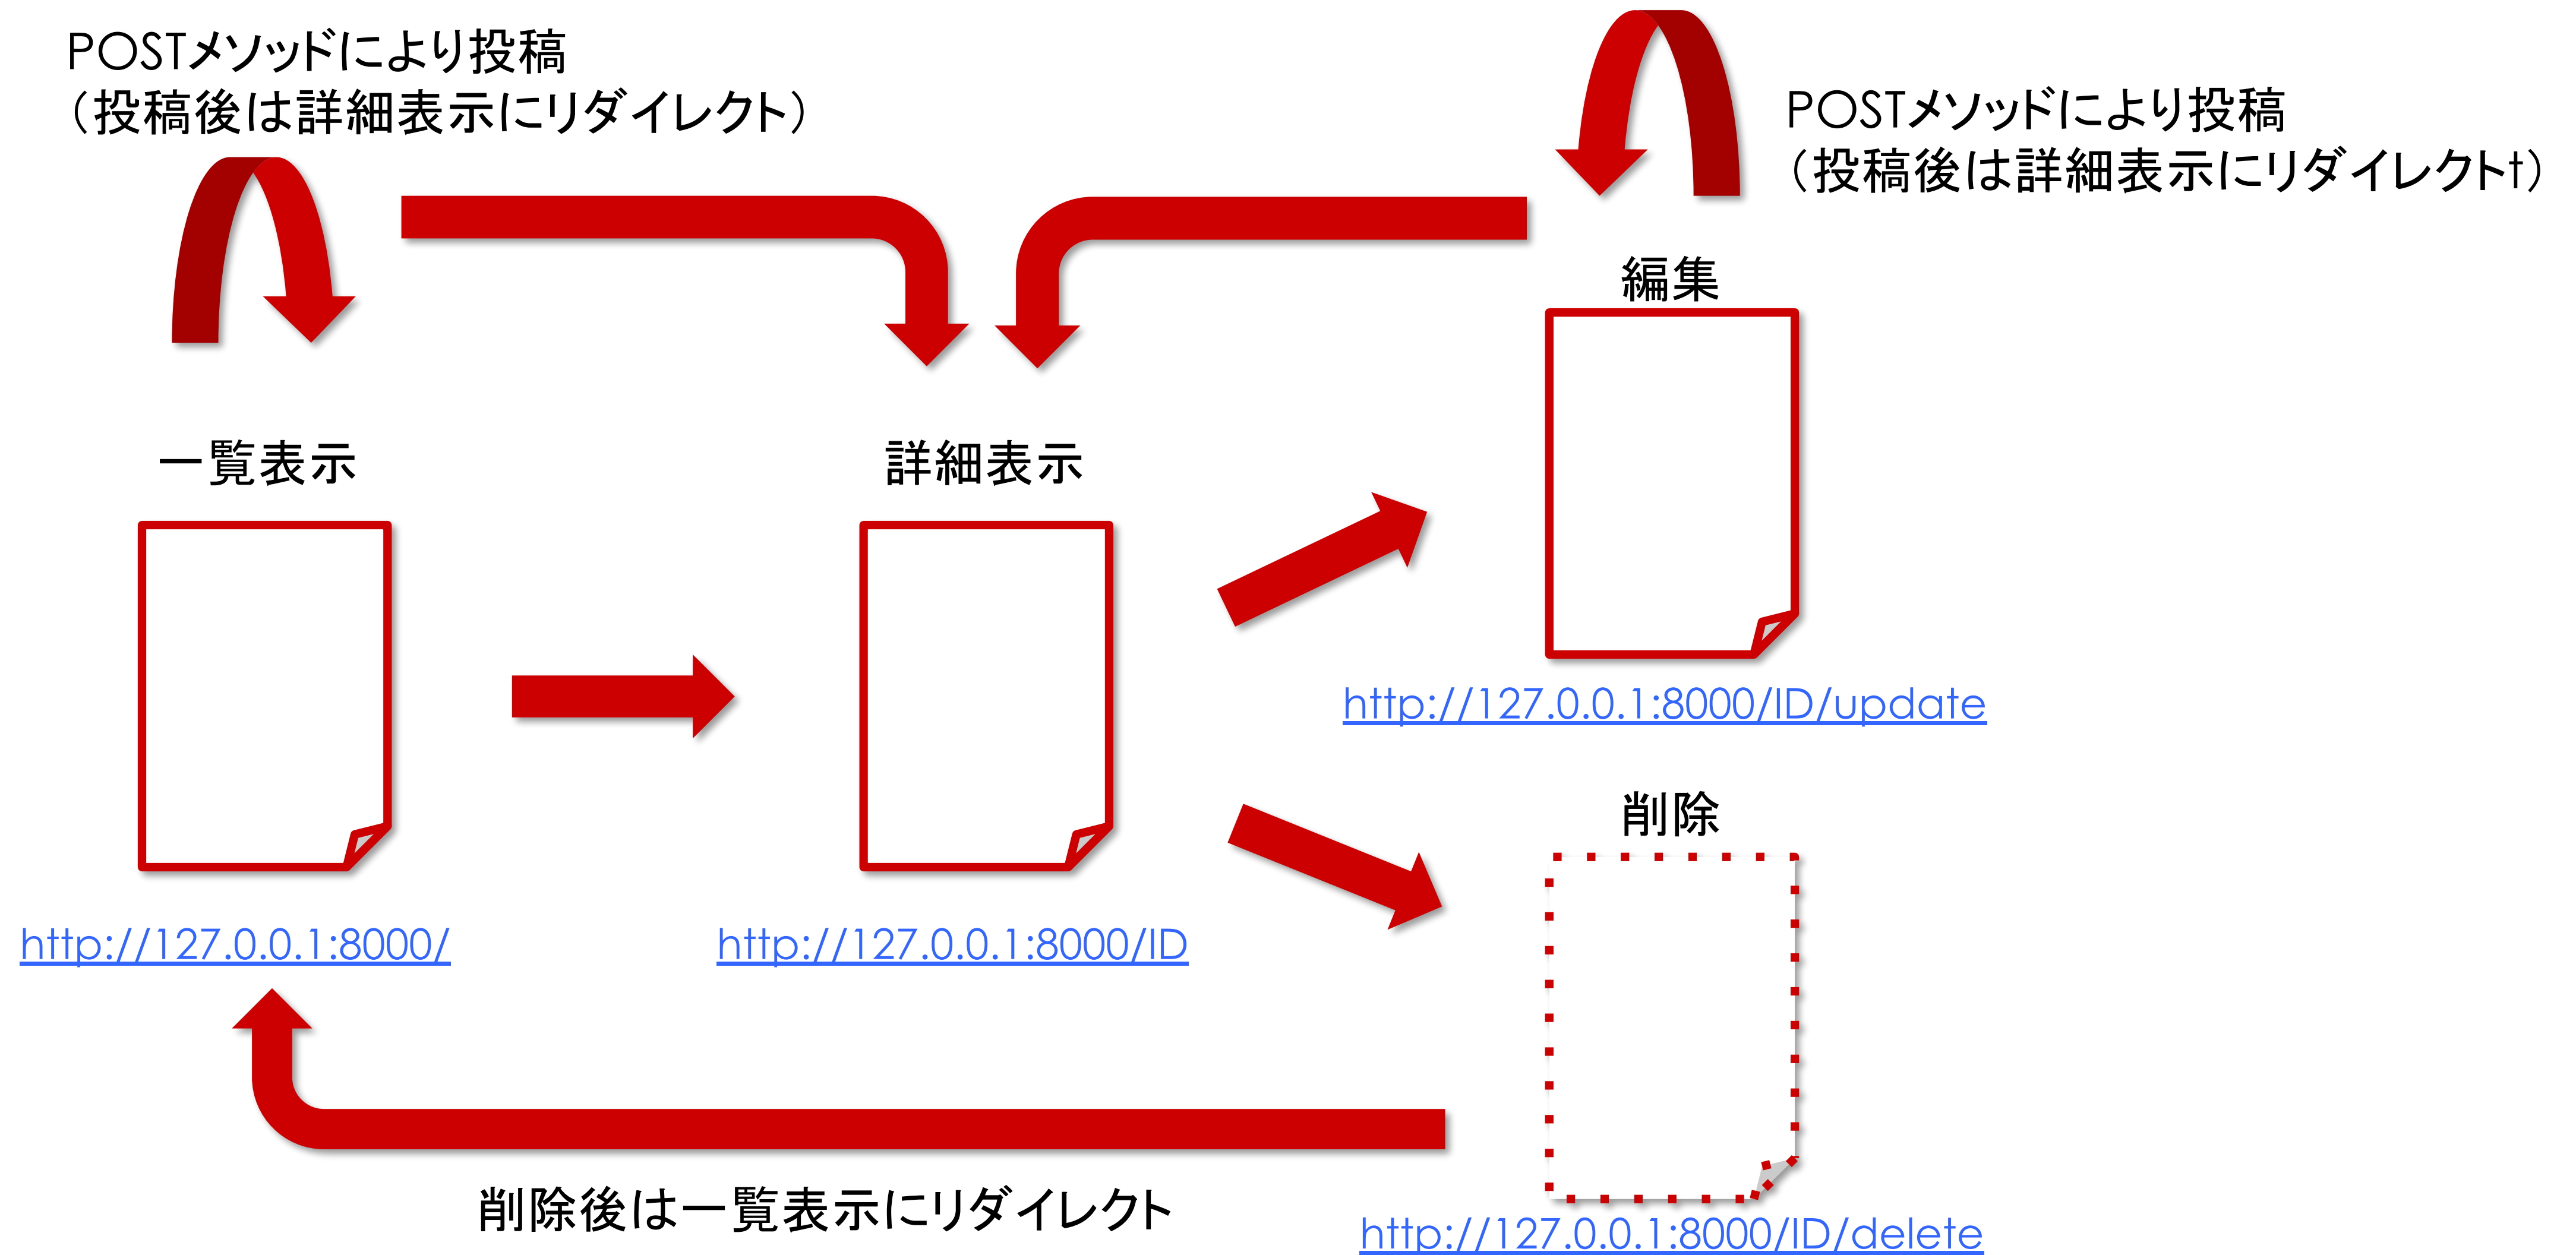 POSTメソッドにより投稿
（投稿後は詳細表示にリダイレクト）
POSTメソッドにより投稿
（投稿後は詳細表示にリダイレクトt）
編集
一覧表示
詳細表示
http://127.0.0.1:8000/ID/update
削除
http://127.0.0.1:8000/
http://127.0.0.1:8000/ID
削除後は一覧表示にリダイレクト
http://127.0.0.1:8000/ID/delete